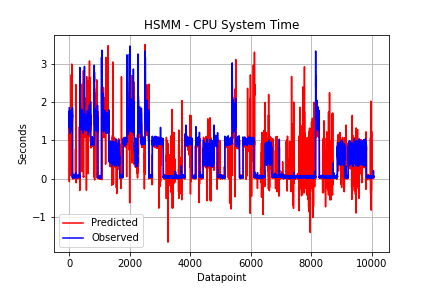 HSMM - CPU System Time
Seconds
3
2
1
0
−1
Predicted
Observed
0
2000
4000
6000
8000
10000
Datapoint